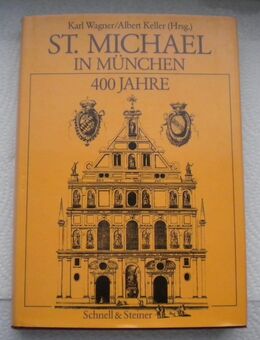 Karl Wagner/Albert Keller (Hrsg.)
ST. MICHAEL
IN MÜNCHEN
400 JAHRE
Schnell & Steiner